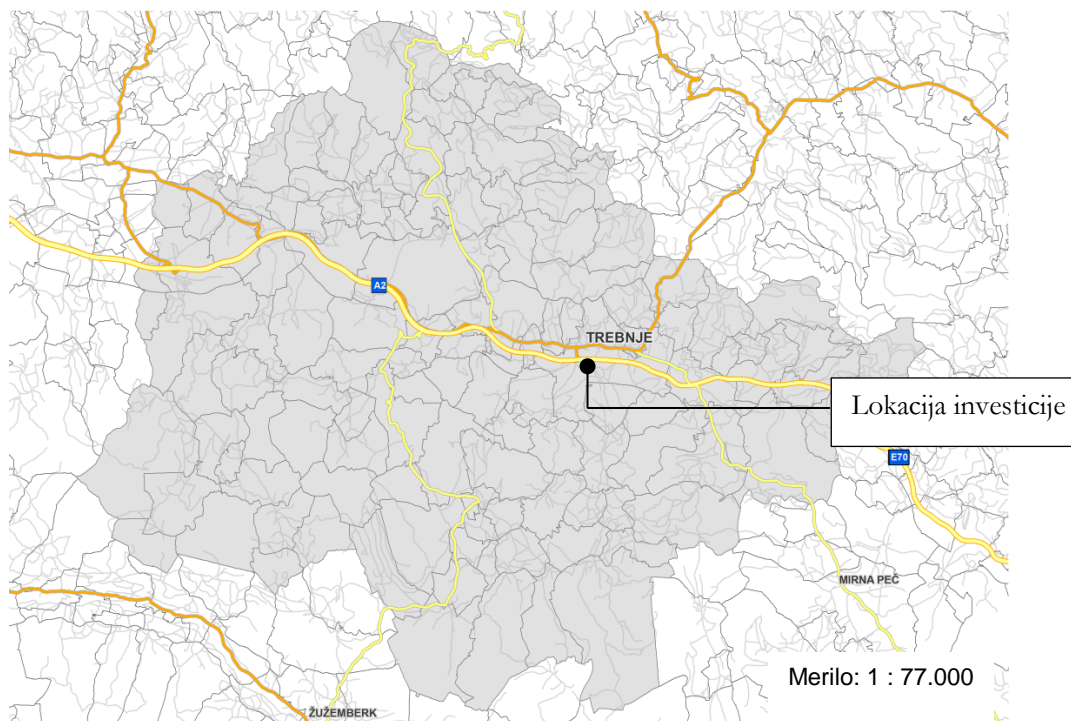 A2
TREBNJE
Lokacija investicije
E70
MIRNA PEČ
Merilo: 1 : 77.000
ŽUŽEMBERK